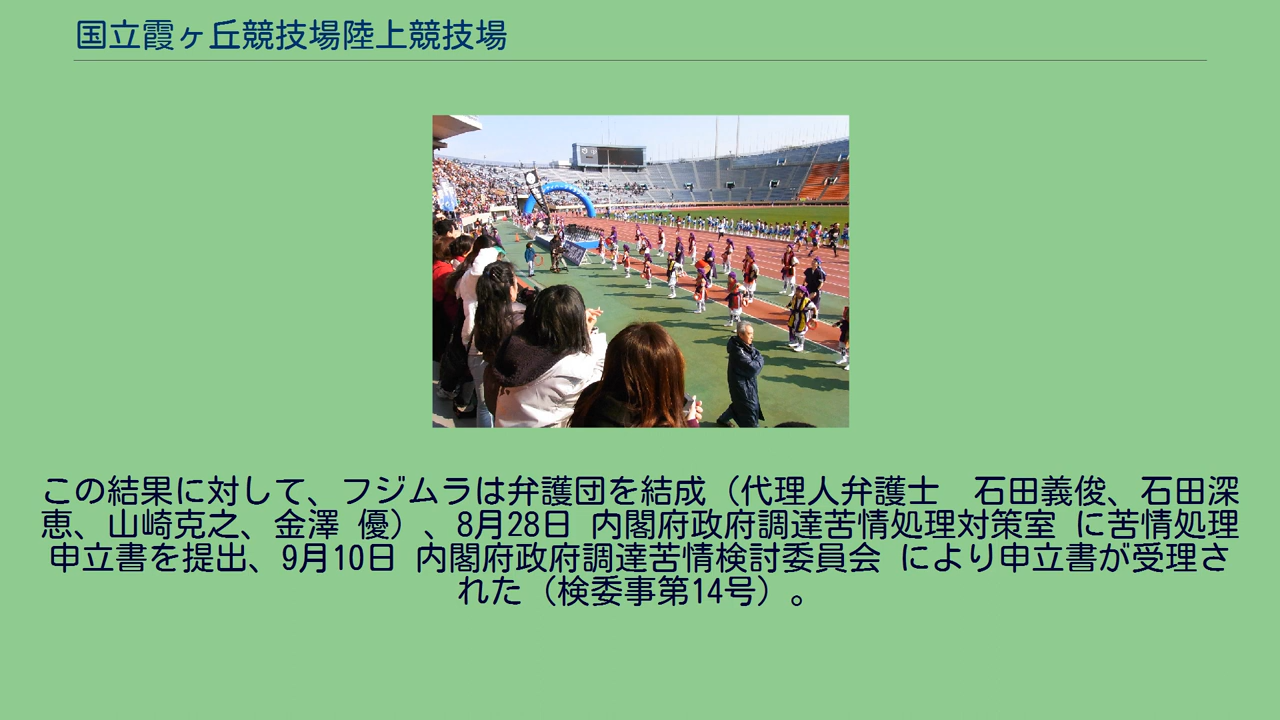 国立霞ヶ丘競技場陸上競技場
この結果に対して、フジムラは弁護団を結成（代理人弁護士　石田義俊、石田深
恵、山崎克之、金澤 優）、8月28日 内閣府政府調達苦情処理対策室 に苦情処理
申立書を提出、9月10日 内閣府政府調達苦情検討委員会 により申立書が受理さ
れた（検委事第14号）。